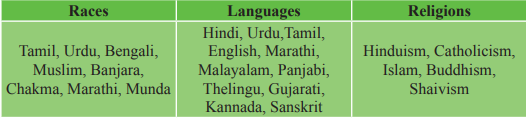 Races
Languages
Religions
Tamil, Urdu, Bengali,
Muslim, Banjara,
Chakma, Marathi, Munda
Hindi, Urdu,Tamil,
English, Marathi,
Malayalam, Panjabi,
Thelingu, Gujarati,
Kannada, Sanskrit
Hinduism, Catholicism,
Islam, Buddhism,
Shaivism